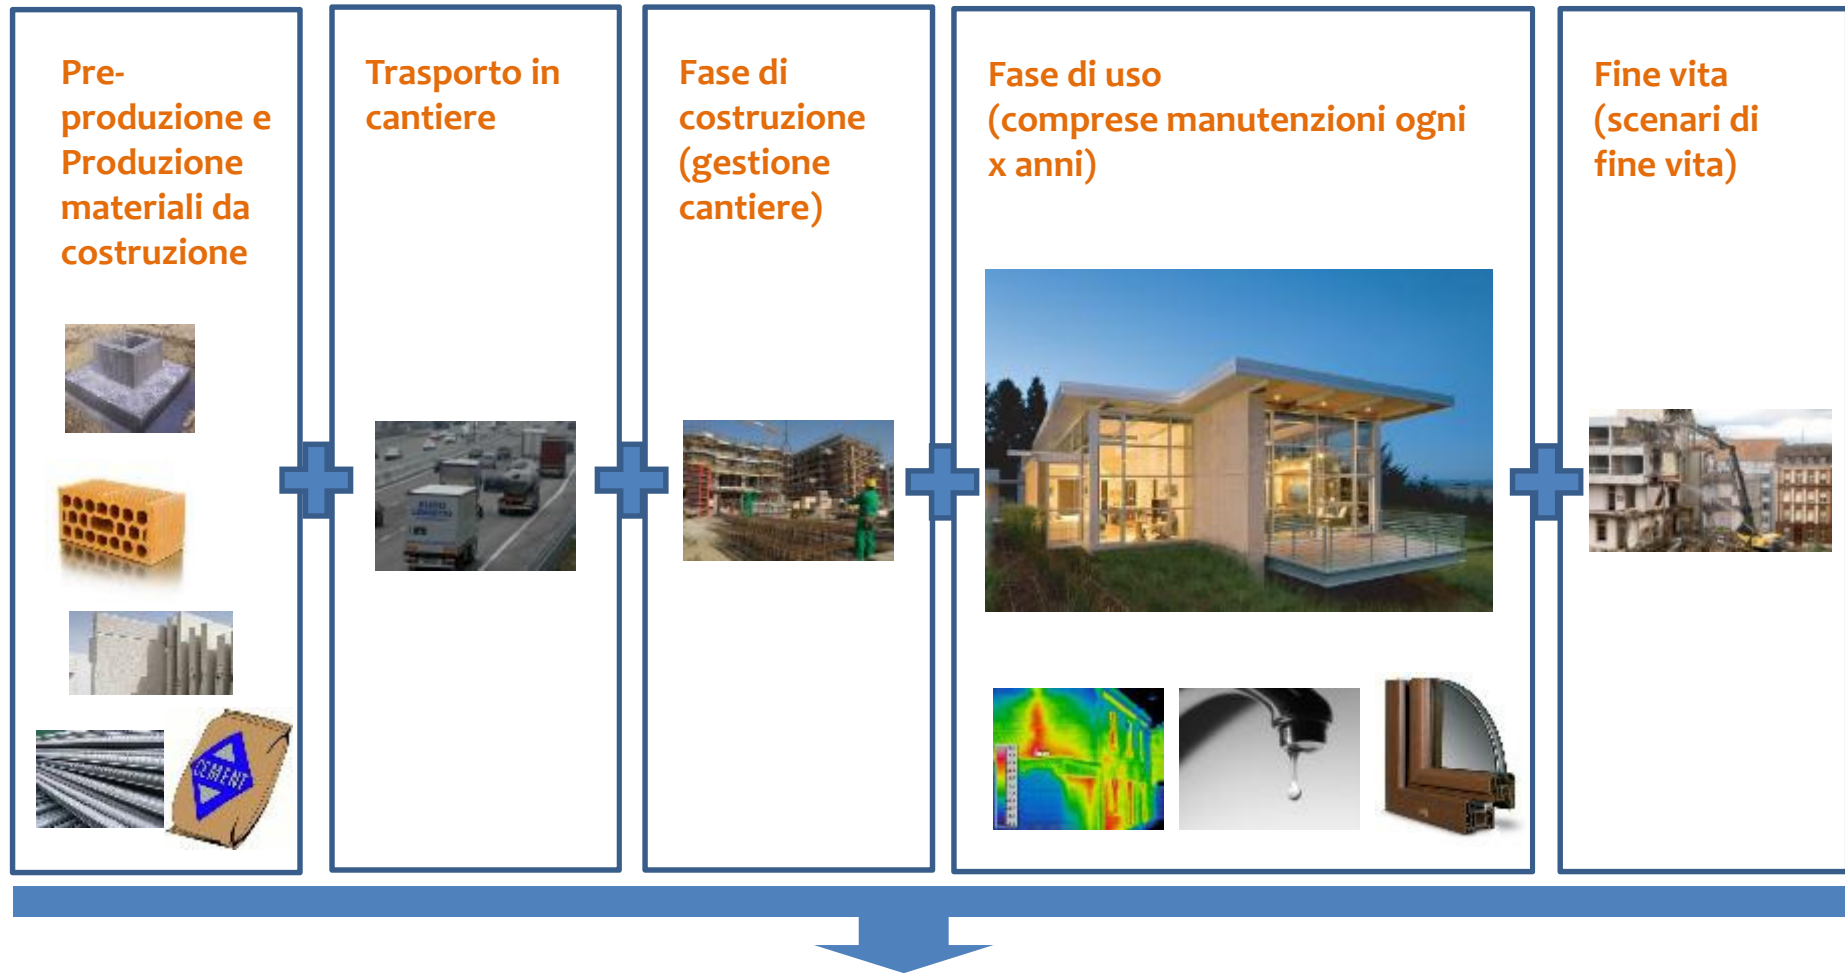 Pre-
produzione e
Produzione
materiali da
costruzione
Trasporto in
cantiere
Fase di
costruzione
(gestione
cantiere)
Fase di uso
(comprese manutenzioni ogni
x anni)
Fine vita
(scenari di
fine vita)
CEMENT